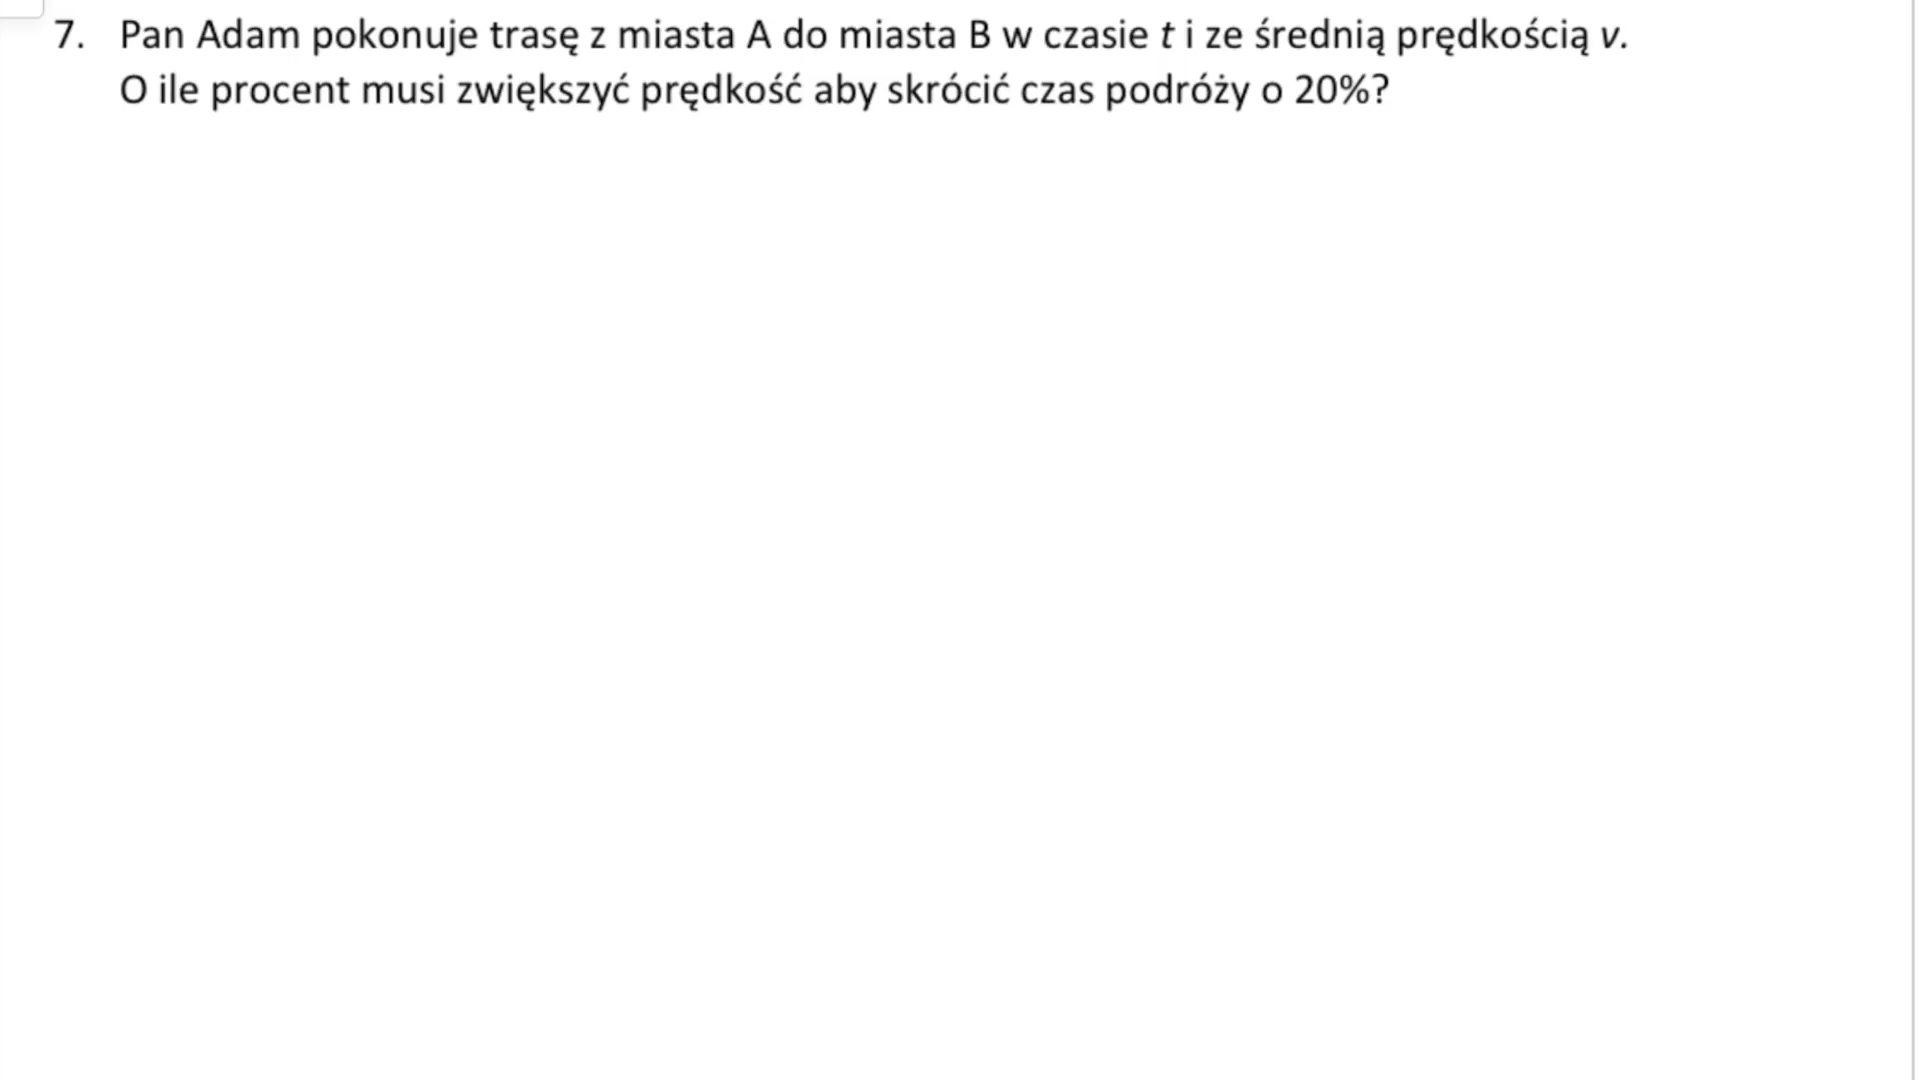 7. Pan Adam pokonuje trasę z miasta A do miasta B w czasie t i ze średnią prędkością v.
O ile procent musi zwiększyć prędkość aby skrócić czas podróży o 20%?